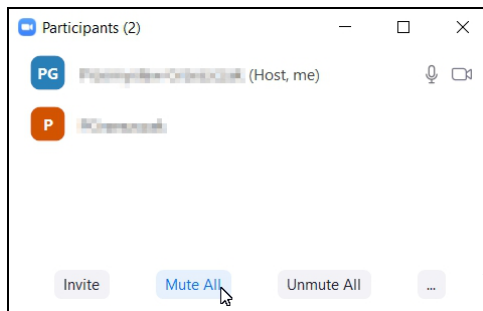 Participants (2)
PG (Host, me)
P
Invite Mute All Unmute All ...